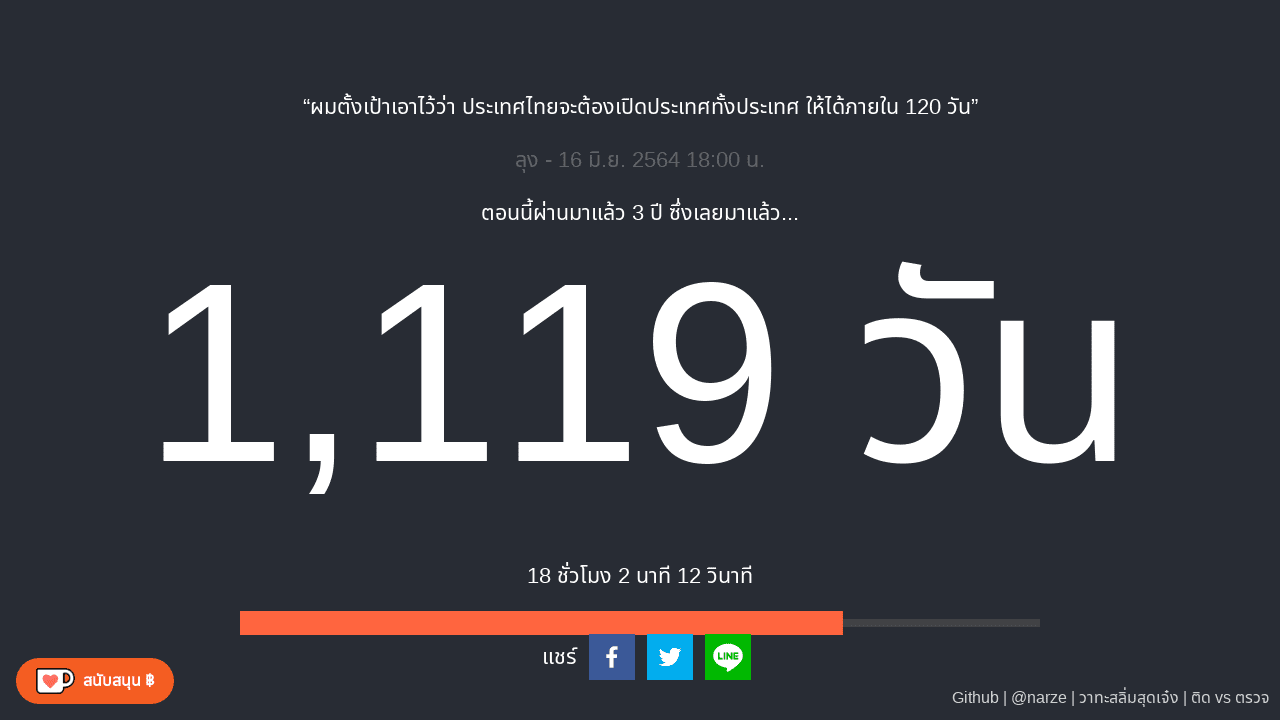 “ผมตั้งเป้าเอาไว้ว่า ประเทศไทยจะต้องเปิดประเทศทั้งประเทศ ให้ได้ภายใน 120 วัน”
ลุง - 16 มิ.ย. 2564 18:00 น.
ตอนนี้ผ่านมาแล้ว 3 ปี ซึ่งเลยมาแล้ว...
1,119 วัน
18 ชั่วโมง 2 นาที 12 วินาที
แชร์
LINE
สนับสนุน ฿
Github | @narze | วาทะสลิ่มสุดเจ๋ง | ติด vs ตรวจ